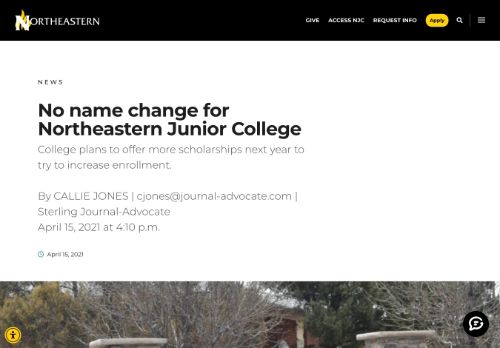 NORTHEASTERN
GIVE ACCESS NJC REQUEST INFO Apply
NEWS
No name change for
Northeastern Junior College
College plans to offer more scholarships next year to
try to increase enrollment.
By CALLIE JONES | cjones@journal-advocate.com |
Sterling Journal-Advocate
April 15, 2021 at 4:10 p.m.
April 15, 2021